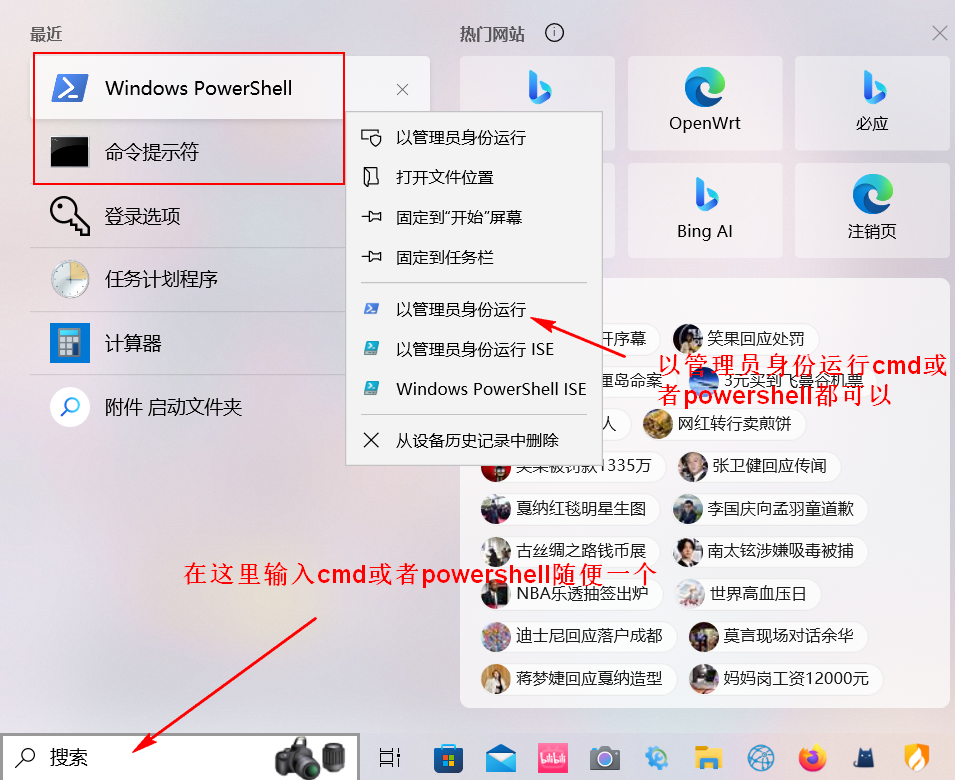 最近
Windows PowerShell
命令提示符
登录选项
任务计划程序
计算器
附件 启动文件夹
以管理员身份运行
打开文件位置
固定到“开始”屏幕
固定到任务栏
以管理员身份运行
以管理员身份运行 ISE
Windows PowerShell ISE
从设备历史记录中删除
热门网站
OpenWrt
必应
Bing AI
注销页
开序幕
笑果回应处罚
以管理员身份运行cmd或
者powershell都可以
厘岛命案
3元买到飞曼谷机票
人
网红转行卖煎饼
笑果被罚款1335万
张卫健回应传闻
戛纳红毯明星生图
李国庆向孟羽童道歉
古丝绸之路钱币展
南太铉涉嫌吸毒被捕
在这里输入cmd或者powershell随便一个
NBA乐透抽签出炉
世界高血压日
迪士尼回应落户成都
莫言现场对话余华
蒋梦婕回应戛纳造型
妈妈岗工资12000元
搜索
bilibili